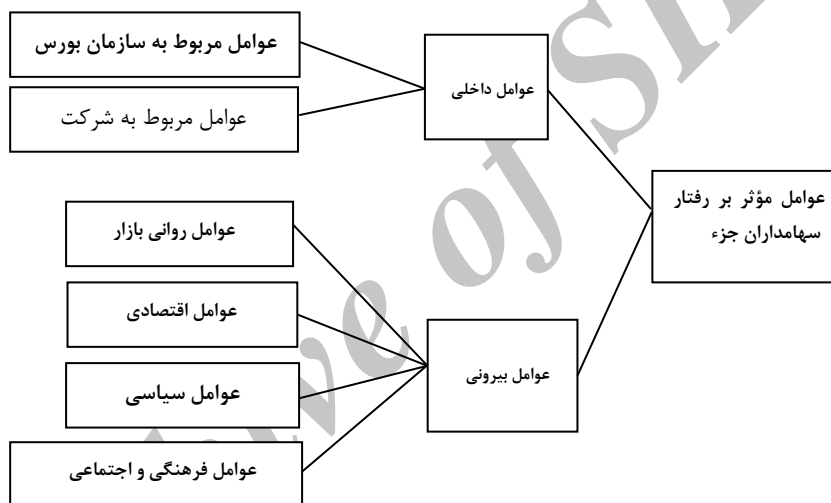 عوامل مؤثر بر رفتار
سهامداران جزء
عوامل داخلی
عوامل مربوط به سازمان بورس
عوامل مربوط به شرکت
عوامل بیرونی
عوامل روانی بازار
عوامل اقتصادی
عوامل سیاسی
عوامل فرهنگی و اجتماعی